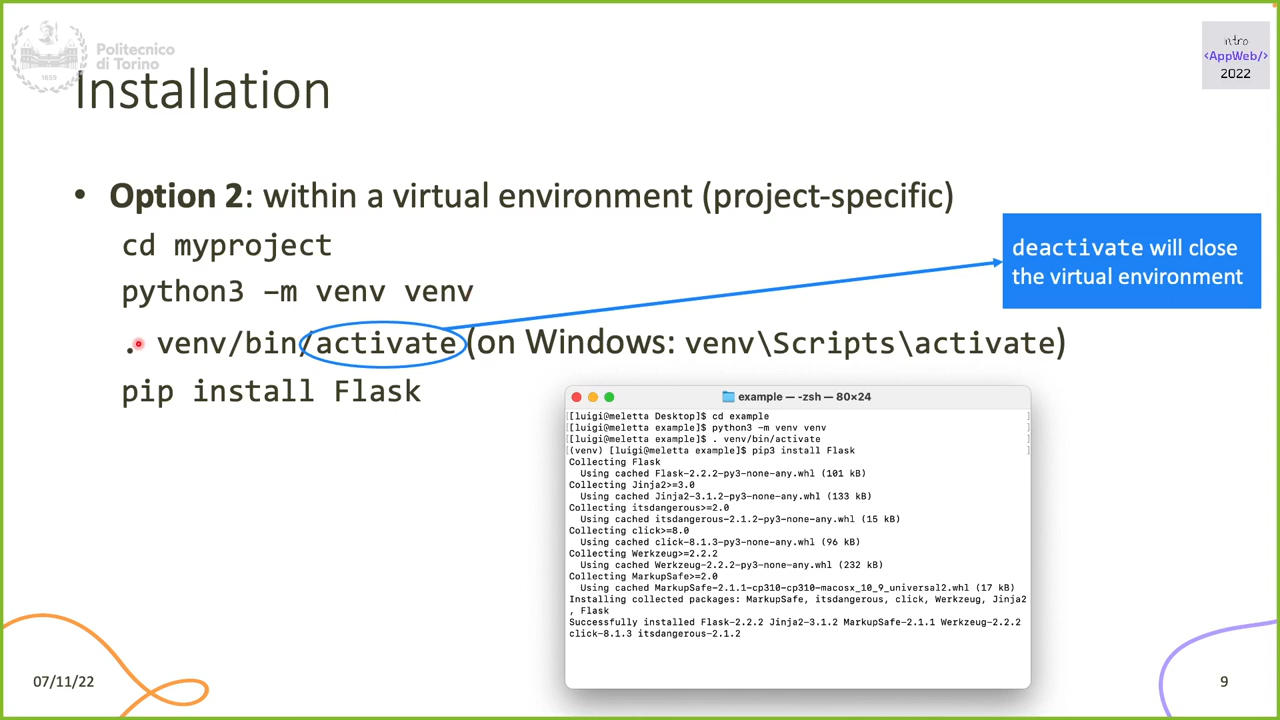 Politecnico
di Torino
1859
Installation
intro
<AppWeb/>
2022
• Option 2: within a virtual environment (project-specific)
cd myproject
python3 –m venv venv
. venv/bin/activate (on Windows: venv\Scripts\activate)
pip install Flask
deactivate will close
the virtual environment
example — -zsh — 80×24
[luigi@meletta Desktop]$ cd example
[luigi@meletta example]$ python3 -m venv venv
[luigi@meletta example]$ . venv/bin/activate
(venv) [luigi@meletta example]$ pip3 install Flask
Collecting Flask
Using cached Flask-2.2.2-py3-none-any.whl (101 kB)
Collecting Jinja2>=3.0
Using cached Jinja2-3.1.2-py3-none-any.whl (133 kB)
Collecting itsdangerous>=2.0
Using cached itsdangerous-2.1.2-py3-none-any.whl (15 kB)
Collecting click>=8.0
Using cached click-8.1.3-py3-none-any.whl (96 kB)
Collecting Werkzeug>=2.2.2
Using cached Werkzeug-2.2.2-py3-none-any.whl (232 kB)
Collecting MarkupSafe>=2.0
Using cached MarkupSafe-2.1.1-cp310-cp310-macosx_10_9_universal2.whl (17 kB)
Installing collected packages: MarkupSafe, itsdangerous, click, Werkzeug, Jinja2
, Flask
Successfully installed Flask-2.2.2 Jinja2-3.1.2 MarkupSafe-2.1.1 Werkzeug-2.2.2
click-8.1.3 itsdangerous-2.1.2
07/11/22
9